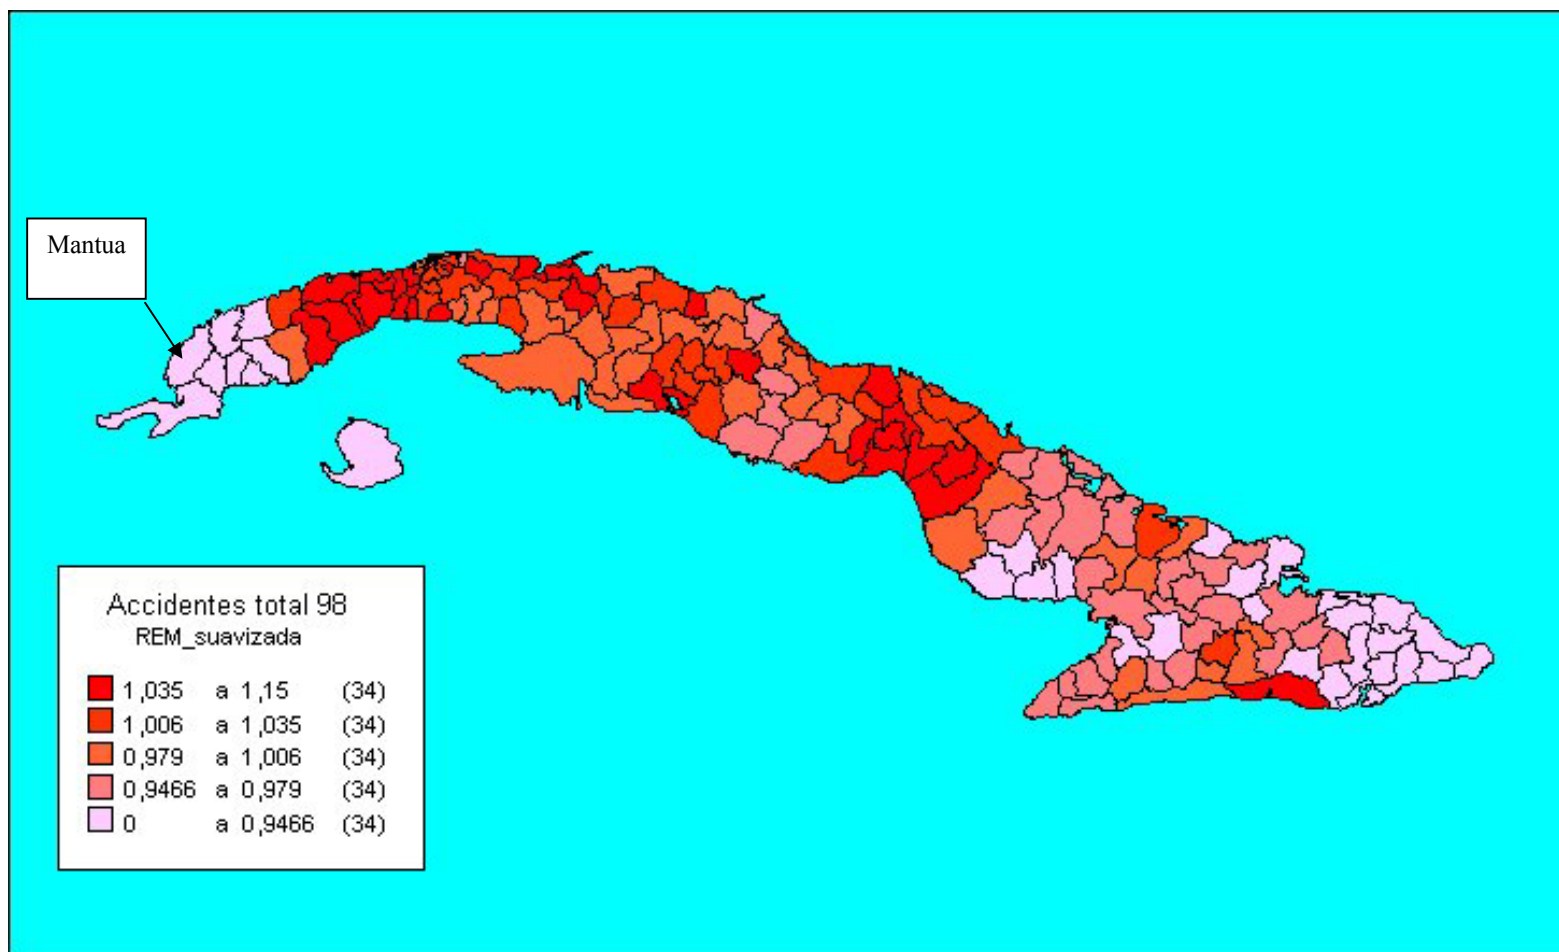 Mantua
Accidentes total 98
REM_suavizada
1,035 a 1,15 (34)
1,006 a 1,035 (34)
0,979 a 1,006 (34)
0,9466 a 0,979 (34)
0 a 0,9466 (34)